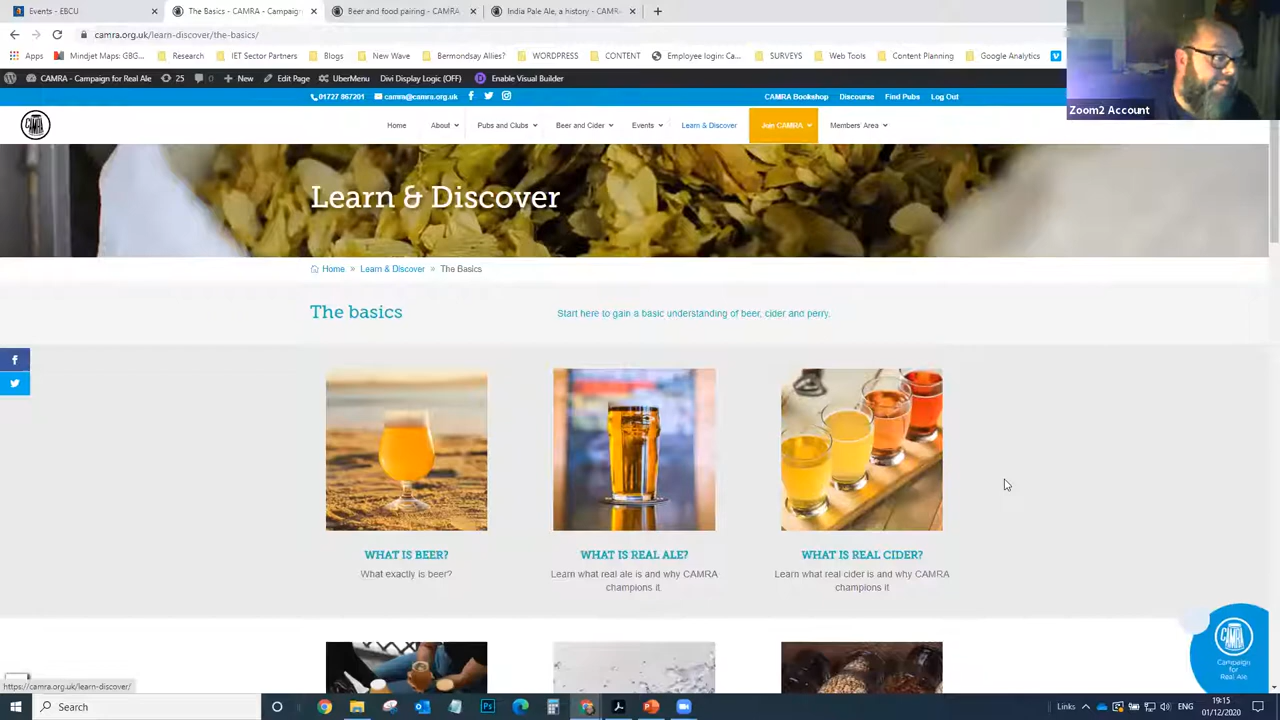 Events - EBCU
The Basics - CAMRA - Campaign
Beer and food pairing - CAMRA
India Pale Ale, a history - CAMR
camra.org.uk/learn-discover/the-basics/
Apps
Mindjet Maps: GBG...
Research
IET Sector Partners
Blogs
New Wave
Bermondsay Allies?
WORDPRESS
CONTENT
Employee login: Ca...
SURVEYS
Web Tools
Content Planning
Google Analytics
CAMRA - Campaign for Real Ale
25
0
New
Edit Page
UberMenu
Divi Display Logic (OFF)
Enable Visual Builder
Zoom2 Account
01727 867201
camra@camra.org.uk
CAMRA Bookshop
Discourse
Find Pubs
Log Out
CAMRA
Home
About
Pubs and Clubs
Beer and Cider
Events
Learn & Discover
Join CAMRA
Members Area
Learn & Discover
Home » Learn & Discover » The Basics
The basics
Start here to gain a basic understanding of beer, cider and perry.
WHAT IS BEER?
What exactly is beer?
WHAT IS REAL ALE?
Learn what real ale is and why CAMRA
champions it.
WHAT IS REAL CIDER?
Learn what real cider is and why CAMRA
champions it
CAMRA
Campaign
for
Real Ale
https://camra.org.uk/learn-discover/
Search
Links
ENG
19:15
01/12/2020